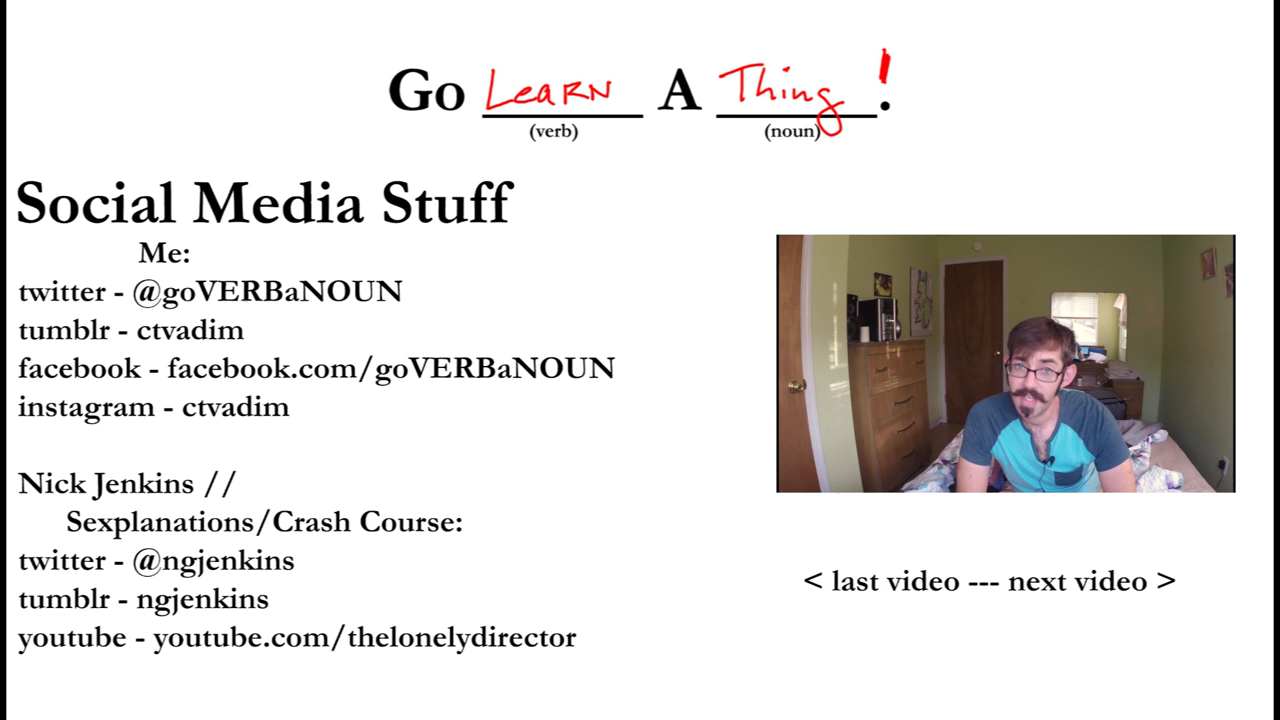 Go Learn A Thing!
(verb) (noun)
Social Media Stuff
Me:
twitter - @goVERBaNOUN
tumblr - ctvadim
facebook - facebook.com/goVERBaNOUN
instagram - ctvadim
Nick Jenkins //
Sexplanations/Crash Course:
twitter - @ngjenkins
tumblr - ngjenkins
youtube - youtube.com/thelonelydirector
< last video --- next video >